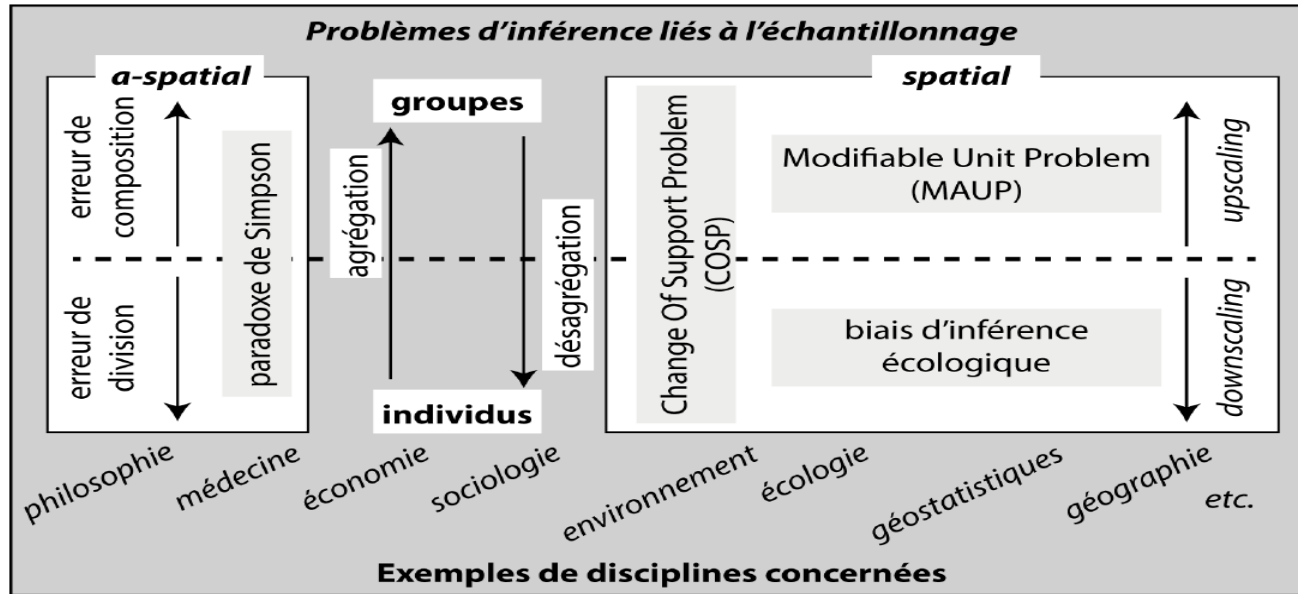 Problèmes d'inférence liés à l'échantillonnage
a-spatial
erreur de
composition
erreur de
division
paradoxe de Simpson
groupes
agrégation
désagrégation
individus
spatial
Change Of Support Problem
(COSP)
Modifiable Unit Problem
(MAUP)
biais d'inférence
écologique
upscaling
downscaling
philosophie
médecine
économie
sociologie
environnement
écologie
géostatistiques
géographie
etc.
Exemples de disciplines concernées